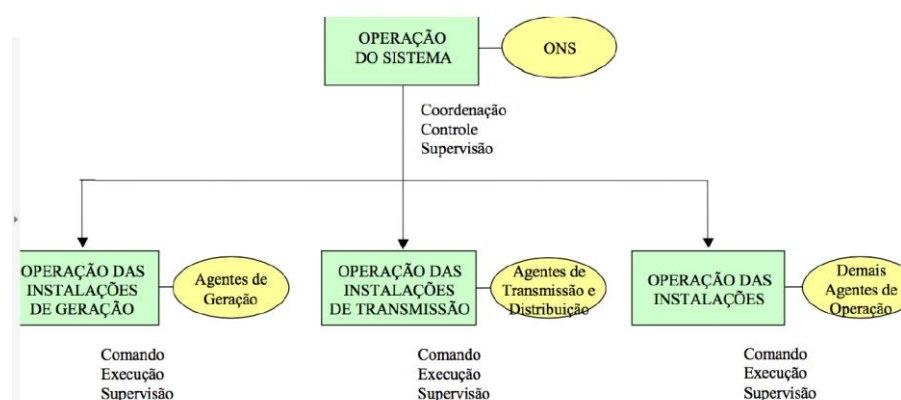 OPERAÇÃO
DO SISTEMA
ONS
Coordenação
Controle
Supervisão
OPERAÇÃO DAS
INSTALAÇÕES
DE GERAÇÃO
Agentes de
Geração
OPERAÇÃO DAS
INSTALAÇÕES
DE TRANSMISSÃO
Agentes de
Transmissão e
Distribuição
OPERAÇÃO DAS
INSTALAÇÕES
Demais
Agentes de
Operação
Comando
Execução
Supervisão
Comando
Execução
Supervisão
Comando
Execução
Supervisão